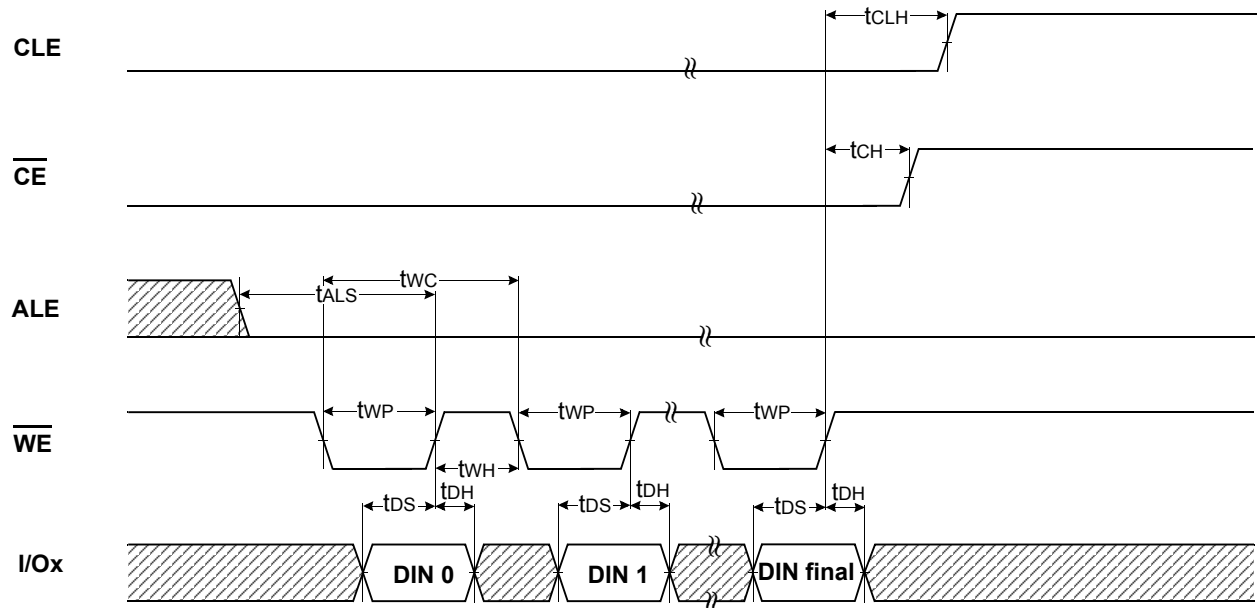 tCLH
CLE
CE
tCH
tWC
tALS
ALE
tWP
tWP
tWP
WE
tWH
tDS
tDH
tDS
tDH
tDS
tDH
I/Ox
DIN 0
DIN 1
DIN final